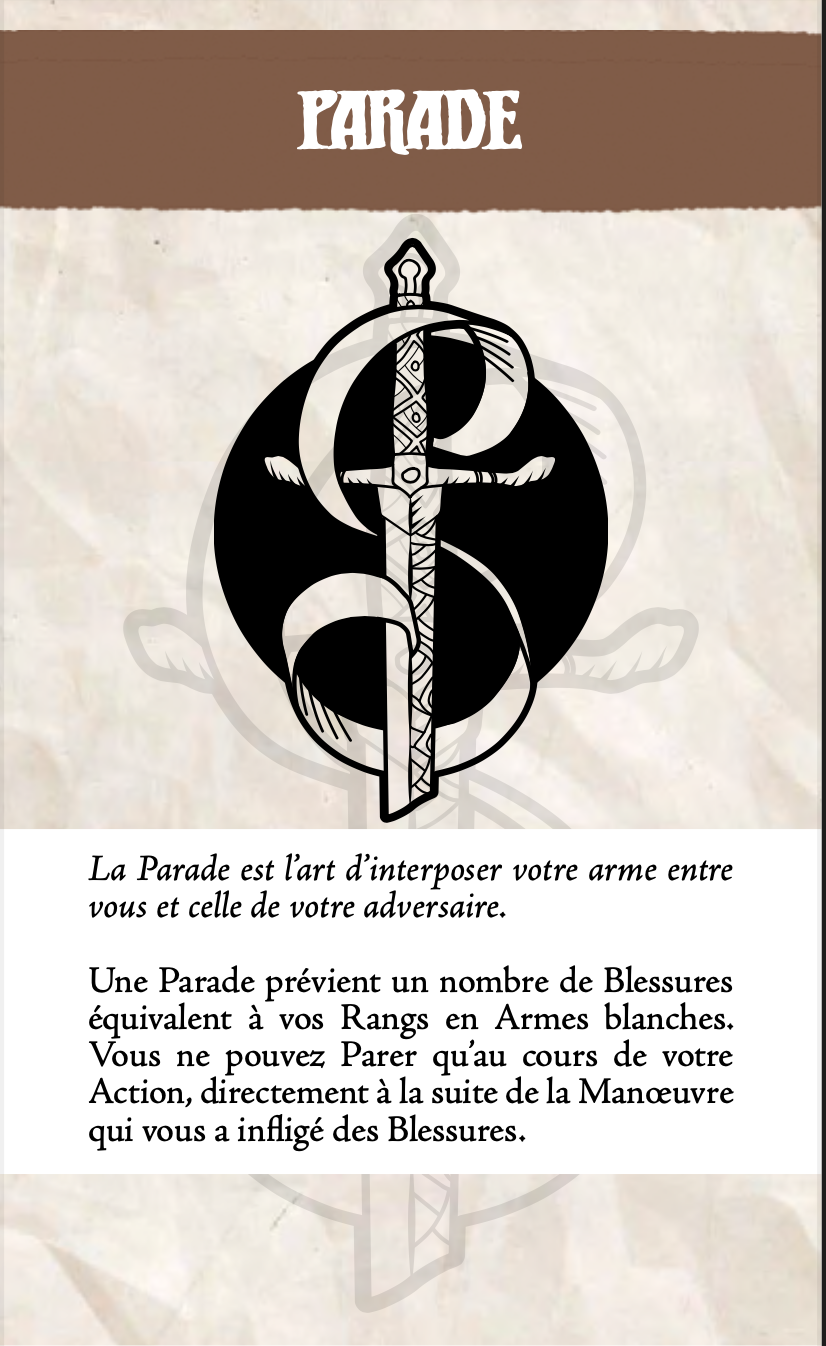 PARADE
La Parade est l’art d’interposer votre arme entre
vous et celle de votre adversaire.
Une Parade prévient un nombre de Blessures
équivalent à vos Rangs en Armes blanches.
Vous ne pouvez Parer qu’au cours de votre
Action, directement à la suite de la Manœuvre
qui vous a infligé des Blessures.